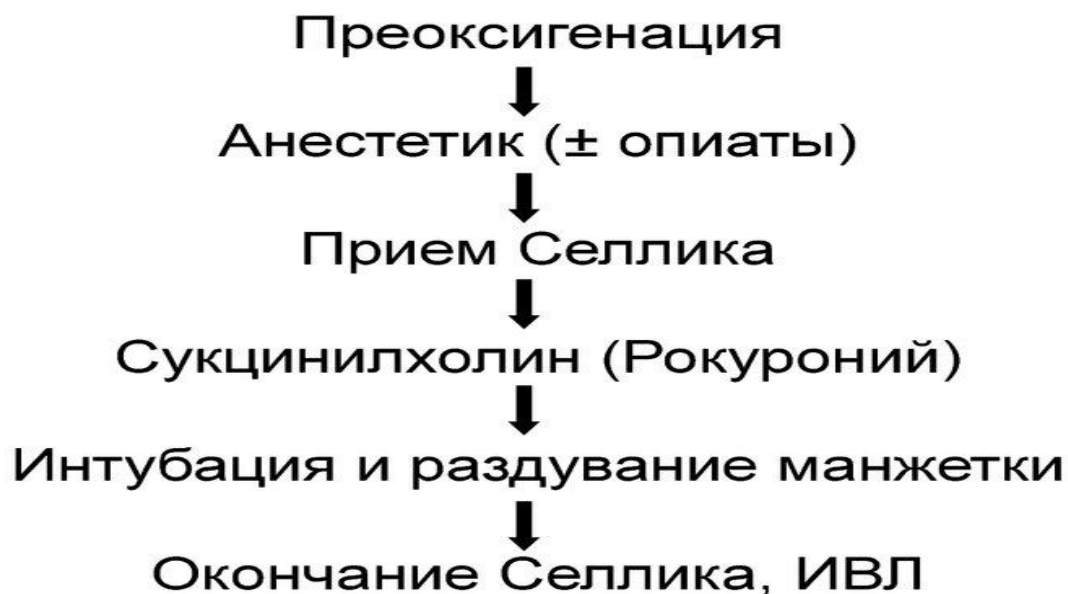 Преоксигенация
Анестетик (± опиаты)
Прием Селлика
Сукцинилхолин (Рокуроний)
Интубация и раздувание манжетки
Окончание Селлика, ИВЛ